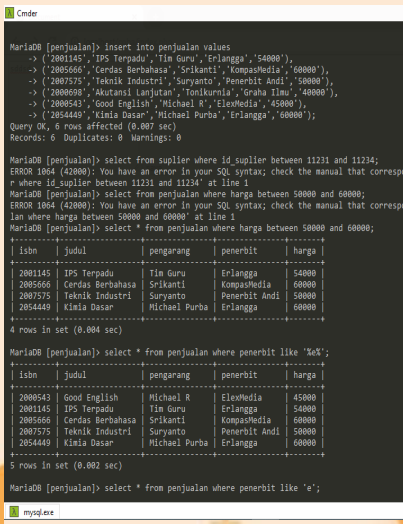 Cmder
MariaDB [penjualan]> insert into penjualan values
    -> ('2001145','IPS Terpadu','Tim Guru','Erlangga','54000'),
    -> ('2005666','Cerdas Berbahasa','Srikanti','KompasMedia','60000'),
    -> ('2007575','Teknik Industri','Suryanto','Penerbit Andi','50000'),
    -> ('2000698','Akutansi Lanjutan','Tonikurnia','Graha Ilmu','40000'),
    -> ('2000543','Good English','Michael R','ElexMedia','45000'),
    -> ('2054449','Kimia Dasar','Michael Purba','Erlangga','60000');
Query OK, 6 rows affected (0.007 sec)
Records: 6  Duplicates: 0  Warnings: 0
MariaDB [penjualan]> select from suplier where id_suplier between 11231 and 11234;
ERROR 1064 (42000): You have an error in your SQL syntax; check the manual that correspo
r where id_suplier between 11231 and 11234' at line 1
MariaDB [penjualan]> select from penjualan where harga between 50000 and 60000;
ERROR 1064 (42000): You have an error in your SQL syntax; check the manual that correspo
lan where harga between 50000 and 60000' at line 1
MariaDB [penjualan]> select * from penjualan where harga between 50000 and 60000;
+---------+------------------+---------------+---------------+-------+
| isbn    | judul            | pengarang     | penerbit      | harga |
+---------+------------------+---------------+---------------+-------+
| 2001145 | IPS Terpadu      | Tim Guru      | Erlangga      | 54000 |
| 2005666 | Cerdas Berbahasa | Srikanti      | KompasMedia   | 60000 |
| 2007575 | Teknik Industri  | Suryanto      | Penerbit Andi | 50000 |
| 2054449 | Kimia Dasar      | Michael Purba | Erlangga      | 60000 |
+---------+------------------+---------------+---------------+-------+
4 rows in set (0.004 sec)
MariaDB [penjualan]> select * from penjualan where penerbit like '%e%';
+---------+------------------+---------------+---------------+-------+
| isbn    | judul            | pengarang     | penerbit      | harga |
+---------+------------------+---------------+---------------+-------+
| 2000543 | Good English     | Michael R     | ElexMedia     | 45000 |
| 2001145 | IPS Terpadu      | Tim Guru      | Erlangga      | 54000 |
| 2005666 | Cerdas Berbahasa | Srikanti      | KompasMedia   | 60000 |
| 2007575 | Teknik Industri  | Suryanto      | Penerbit Andi | 50000 |
| 2054449 | Kimia Dasar      | Michael Purba | Erlangga      | 60000 |
+---------+------------------+---------------+---------------+-------+
5 rows in set (0.002 sec)
MariaDB [penjualan]> select * from penjualan where penerbit like 'e';
mysql.exe